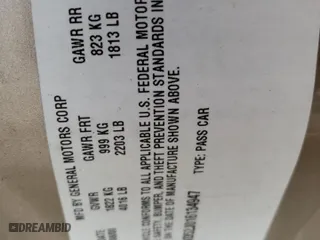 MFD BY GENERAL MOTORS CORP
GVWR GAWR FRT GAWR RR
1822 KG 999 KG 823 KG
4016 LB 2203 LB 1813 LB
VEHICLE CONFORMS TO ALL APPLICABLE U.S. FEDERAL MOTOR
SAFETY, BUMPER, AND THEFT PREVENTION STANDARDS IN
ON THE DATE OF MANUFACTURE SHOWN ABOVE.
TYPE: PASS CAR